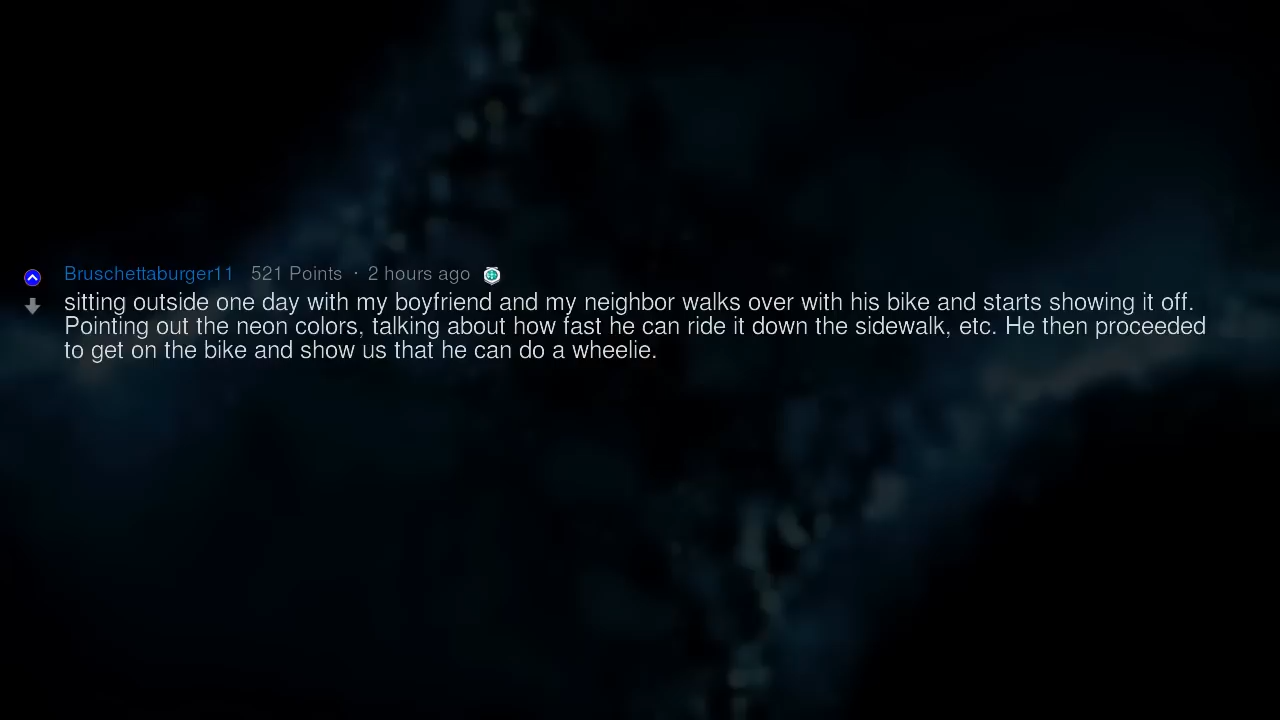 Bruschettaburger11 521 Points · 2 hours ago
sitting outside one day with my boyfriend and my neighbor walks over with his bike and starts showing it off.
Pointing out the neon colors, talking about how fast he can ride it down the sidewalk, etc. He then proceeded
to get on the bike and show us that he can do a wheelie.